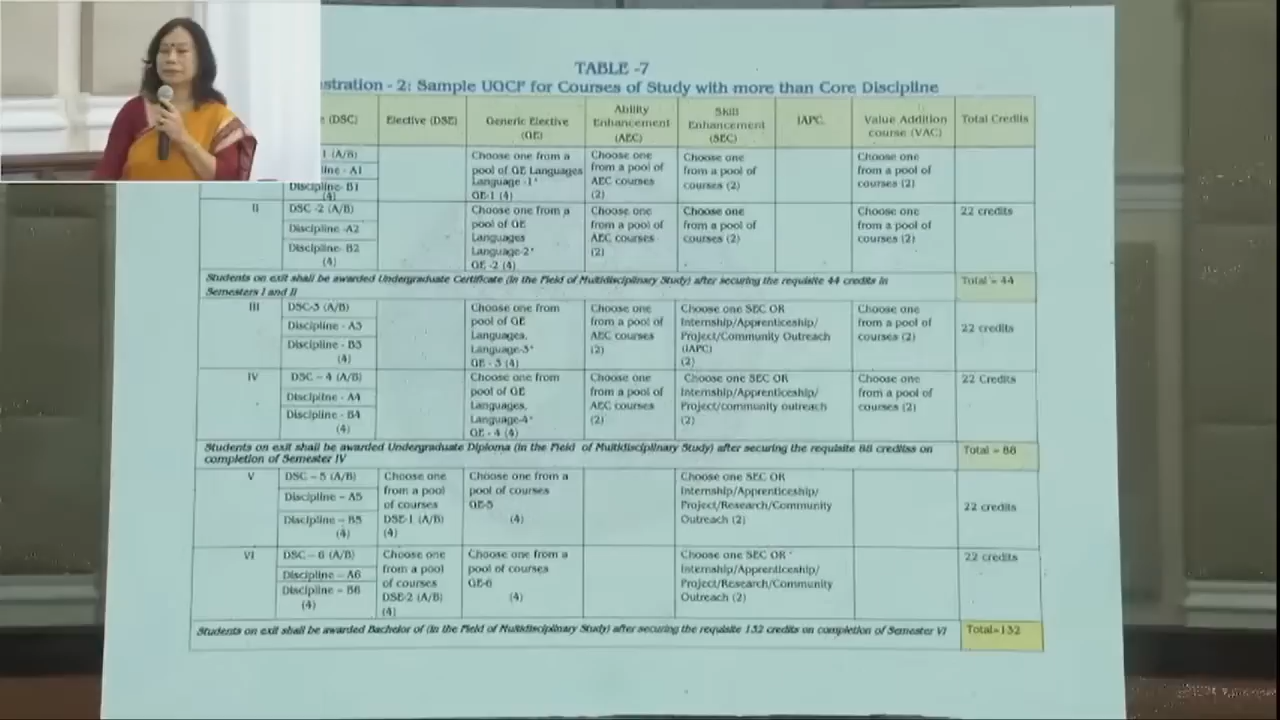 TABLE -7
stration - 2: Sample UGCF for Courses of Study with more than Core Discipline
(DSC)
Elective (DSE)
Generic Elective
(GE)
Ability
Enhancement
(AEC)
Skill
Enhancement
(SEC)
IAPC
Value Addition
course (VAC)
Total Credits
1 (A/B)
line - A1
Discipline- B1
(4)
Choose one from a
pool of GE Languages
Language -1*
GE-1 (4)
Choose one
from a pool of
AEC courses
(2)
Choose one
from a pool of
courses (2)
Choose one
from a pool of
courses (2)
II
DSC -2 (A/B)
Discipline -A2
Discipline- B2
(4)
Choose one from a
pool of GE
Languages
Language-2*
GE -2 (4)
Choose one
from a pool of
AEC courses
(2)
Choose one
from a pool of
courses (2)
Choose one
from a pool of
courses (2)
22 credits
Students on exit shall be awarded Undergraduate Certificate (in the Field of Multidisciplinary Study) after securing the requisite 44 credits in
Semesters I and II
Total = 44
III
DSC-3 (A/B)
Discipline - A3
Discipline - B3
(4)
Choose one from
pool of GE
Languages,
Language-3*
GE - 3 (4)
Choose one
from a pool of
AEC courses
(2)
Choose one SEC OR
Internship/Apprenticeship/
Project/Community Outreach
(IAPC)
(2)
Choose one
from a pool of
courses (2)
22 credits
IV
DSC – 4 (A/B)
Discipline - A4
Discipline - B4
(4)
Choose one from
pool of GE
Languages,
Language-4*
GE - 4 (4)
Choose one
from a pool of
AEC courses
(2)
Choose one SEC OR
Internship/Apprenticeship/
Project/community outreach
(2)
Choose one
from a pool of
courses (2)
22 Credits
Students on exit shall be awarded Undergraduate Diploma (in the Field of Multidisciplinary Study) after securing the requisite 88 creditss on
completion of Semester IV
Total = 88
V
DSC – 5 (A/B)
Discipline – A5
Discipline – B5
(4)
Choose one
from a pool
of courses
DSE-1 (A/B)
(4)
Choose one from a
pool of courses
GE-5
(4)
Choose one SEC OR
Internship/Apprenticeship/
Project/Research/Community
Outreach (2)
22 credits
VI
DSC – 6 (A/B)
Discipline – A6
Discipline – B6
(4)
Choose one
from a pool
of courses
DSE-2 (A/B)
(4)
Choose one from a
pool of courses
GE-6
(4)
Choose one SEC OR
Internship/Apprenticeship/
Project/Research/Community
Outreach (2)
22 credits
Students on exit shall be awarded Bachelor of (in the Field of Multidisciplinary Study) after securing the requisite 132 credits on completion of Semester VI
Total=132